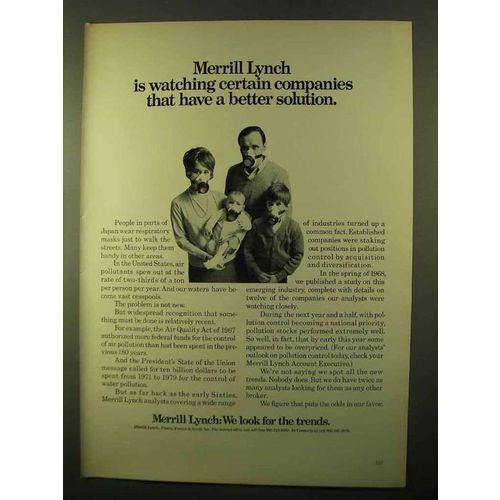 Merrill Lynch
is watching certain companies
that have a better solution.
People in parts of
Japan wear respiratory
masks just to walk the
streets. Many keep them
handy in other areas.
In the United States, air
pollutants spew out at the
rate of two-thirds of a ton
per person per year. And our waters have be-
come vast cesspools.
The problem is not new.
But widespread recognition that some-
thing must be done is relatively recent.
For example, the Air Quality Act of 1967
authorized more federal funds for the control
of air pollution than had been spent in the pre-
vious 180 years.
And the President's State of the Union
message called for ten billion dollars to be
spent from 1971 to 1979 for the control of
water pollution.
But as far back as the early Sixties,
Merrill Lynch analysts covering a wide range
of industries turned up a
common fact. Established
companies were staking
out positions in pollution
control by acquisition
and diversification.
In the spring of 1968,
we published a study on this
emerging industry, complete with details on
twelve of the companies our analysts were
watching closely.
During the next year and a half, with pol-
lution control becoming a national priority,
pollution stocks performed extremely well.
So well, in fact, that by early this year some
appeared to be overpriced. (For our analysts'
outlook on pollution control today, check your
Merrill Lynch Account Executive.)
We're not saying we spot all the new
trends. Nobody does. But we do have twice as
many analysts looking for them as any other
broker.
We figure that puts the odds in our favor.
Merrill Lynch: We look for the trends.
Merrill Lynch, Pierce, Fenner & Smith Inc.